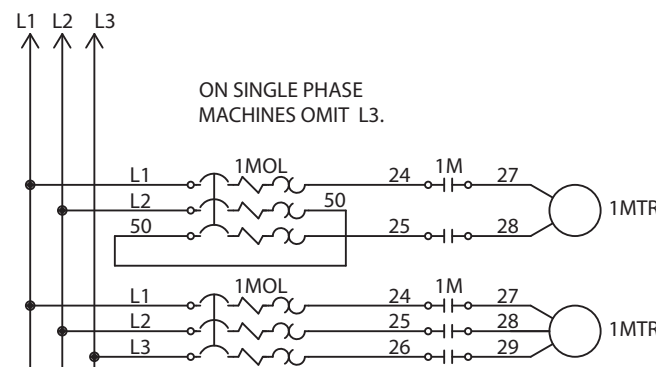 L1 L2 L3
ON SINGLE PHASE
MACHINES OMIT L3.
L1 1MOL 24 1M 27
L2 50 1MTR
50 25 28
L1 1MOL 24 1M 27
L2 25 28 1MTR
L3 26 29